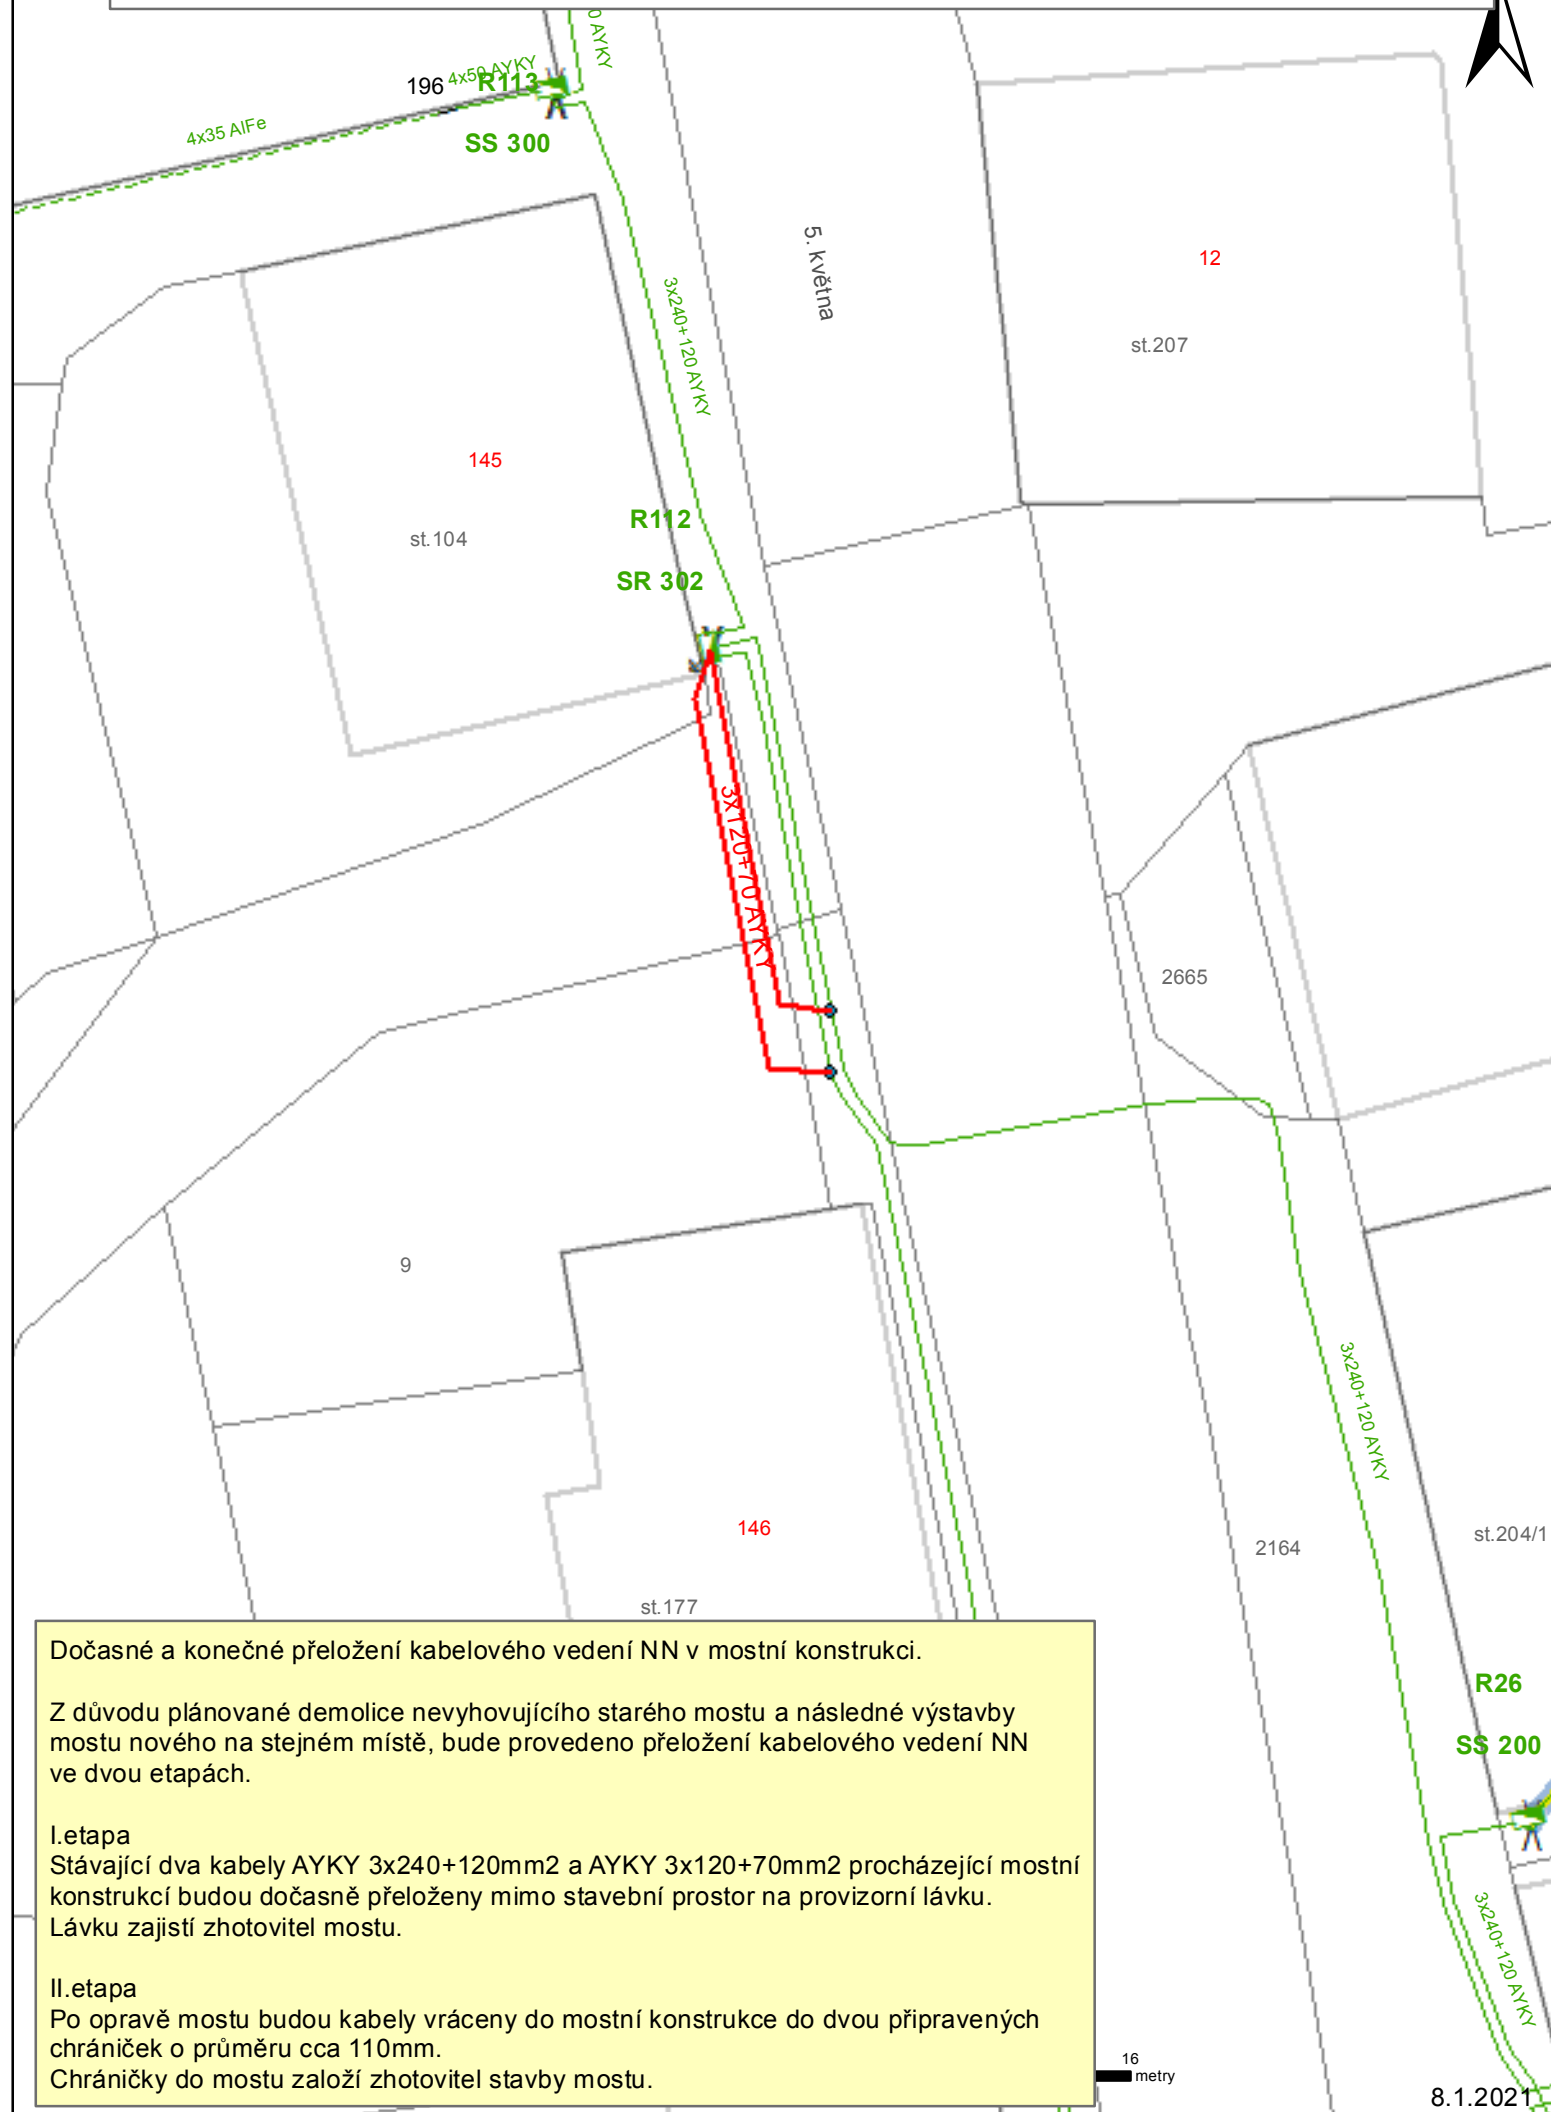 0 AYKY
4x50 AYKY
196
R113
4x35 AlFe
SS 300
5. května
12
3x240+120 AYKY
st.207
145
R112
st.104
SR 302
3x120+70 AYKY
2665
9
3x240+120 AYKY
146
st.204/1
2164
st.177
Dočasné a konečné přeložení kabelového vedení NN v mostní konstrukci.
Z důvodu plánované demolice nevyhovujícího starého mostu a následné výstavby
mostu nového na stejném místě, bude provedeno přeložení kabelového vedení NN
ve dvou etapách.
I.etapa
Stávající dva kabely AYKY 3x240+120mm2 a AYKY 3x120+70mm2 procházející mostní
konstrukcí budou dočasně přeloženy mimo stavební prostor na provizorní lávku.
Lávku zajistí zhotovitel mostu.
II.etapa
Po opravě mostu budou kabely vráceny do mostní konstrukce do dvou připravených
chrániček o průměru cca 110mm.
Chráničky do mostu založí zhotovitel stavby mostu.
R26
SS 200
3x240+120 AYKY
16
metry
8.1.2021